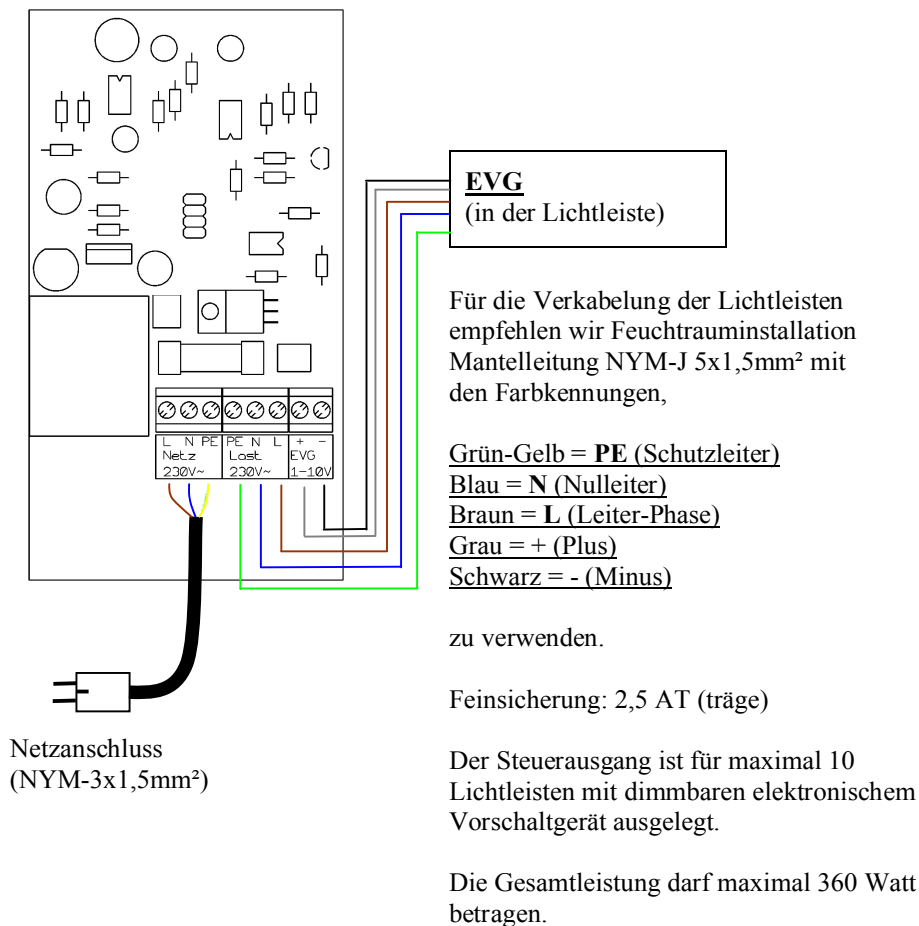 EVG
(in der Lichtleiste)
Für die Verkabelung der Lichtleisten
empfehlen wir Feuchtrauminstallation
Mantelleitung NYM-J 5x1,5mm² mit
den Farbkennungen,
Grün-Gelb = PE (Schutzleiter)
Blau = N (Nulleiter)
Braun = L (Leiter-Phase)
Grau = + (Plus)
Schwarz = - (Minus)
zu verwenden.
Feinsicherung: 2,5 AT (träge)
Der Steuerausgang ist für maximal 10
Lichtleisten mit dimmbaren elektronischem
Vorschaltgerät ausgelegt.
Die Gesamtleistung darf maximal 360 Watt
betragen.
L N PE
Netz
230V~
PE N L
Last
230V~
+ -
EVG
1-10V
Netzanschluss
(NYM-3x1,5mm²)